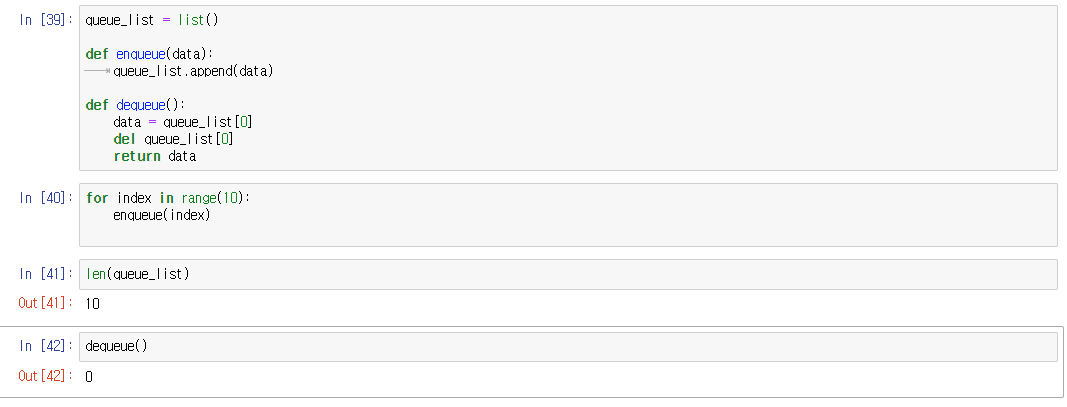 In [39]:
queue_list = list()
def enqueue(data):
queue_list.append(data)
def dequeue():
data = queue_list[0]
del queue_list[0]
return data
In [40]:
for index in range(10):
enqueue(index)
In [41]:
len(queue_list)
Out[41]:
10
In [42]:
dequeue()
Out[42]:
0